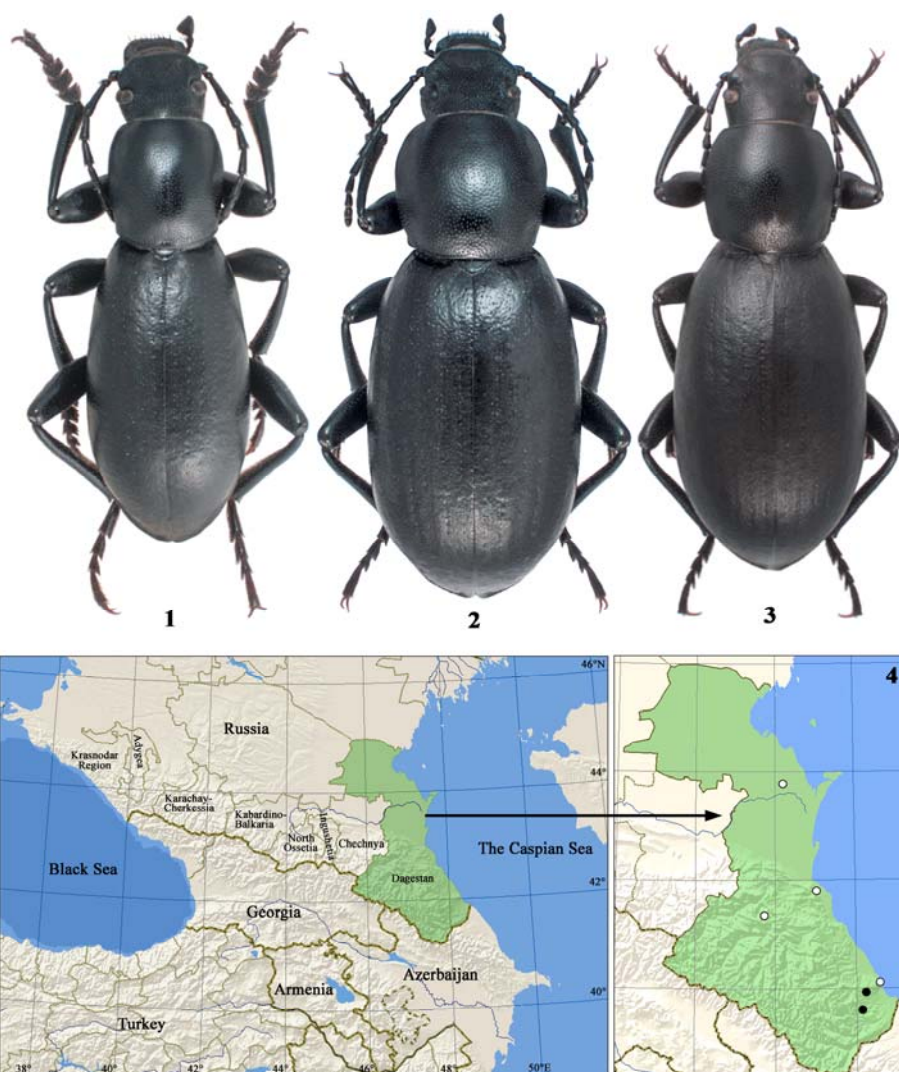 1
2
3
4
46°N
Russia
Krasnodar
Region
Adygea
Karachay-
Cherkessia
Kabardino-
Balkaria
North
Ossetia
Ingushetia
Chechnya
Dagestan
Black Sea
The Caspian Sea
Georgia
Armenia
Azerbaijan
Turkey
44°
42°
40°
38°
40°
42°
44°
46°
48°
50°E